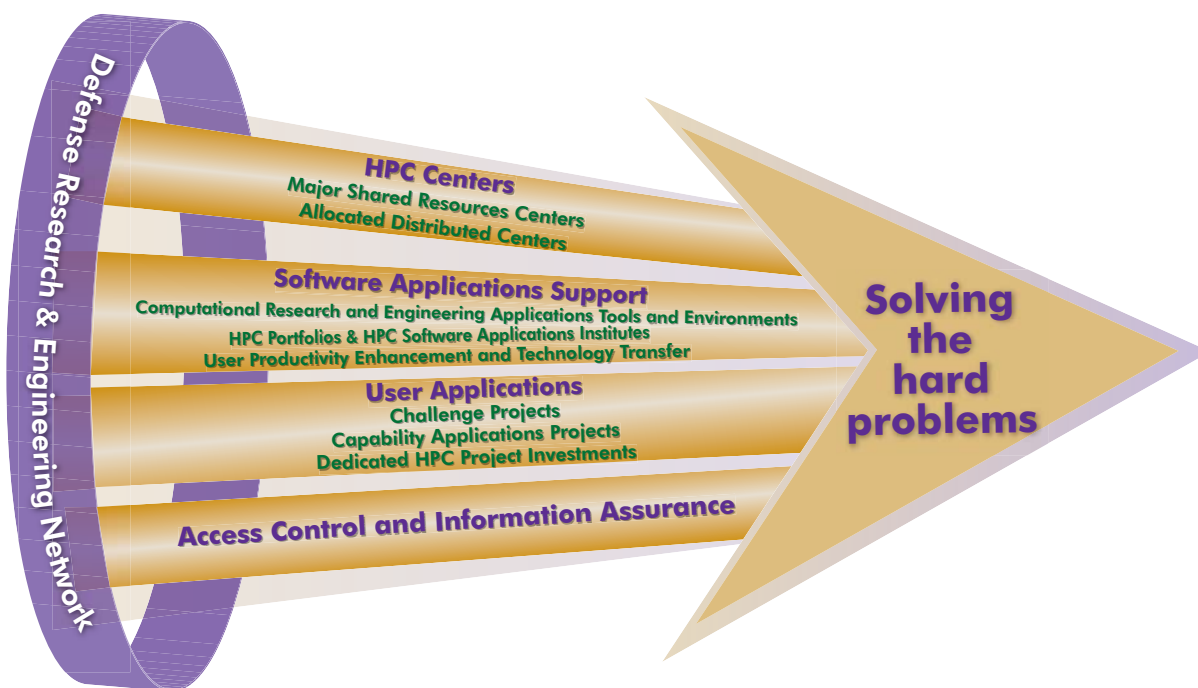 Defense Research & Engineering Network
HPC Centers
Major Shared Resources Centers
Allocated Distributed Centers
Software Applications Support
Computational Research and Engineering Applications Tools and Environments
HPC Portfolios & HPC Software Applications Institutes
User Productivity Enhancement and Technology Transfer
User Applications
Challenge Projects
Capability Applications Projects
Dedicated HPC Project Investments
Access Control and Information Assurance
Solving
the
hard
problems